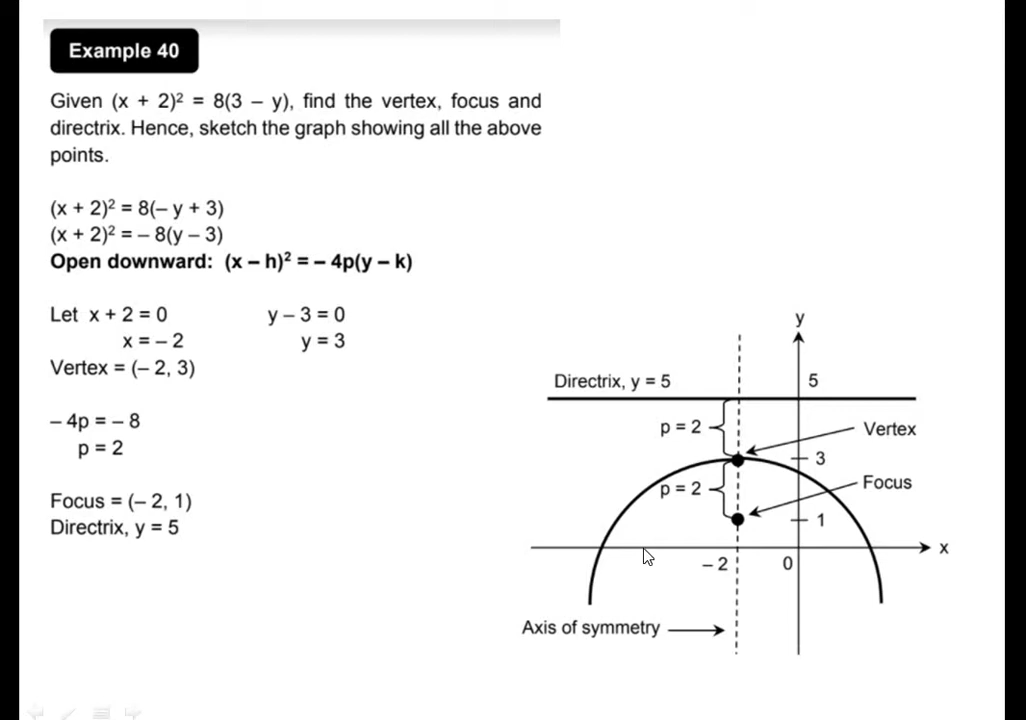 Example 40
Given (x + 2)² = 8(3 – y), find the vertex, focus and
directrix. Hence, sketch the graph showing all the above
points.
(x + 2)² = 8(– y + 3)
(x + 2)² = – 8(y – 3)
Open downward: (x – h)² = – 4p(y – k)
Let x + 2 = 0 y – 3 = 0
x = – 2 y = 3
Vertex = (– 2, 3)
– 4p = – 8
p = 2
Focus = (– 2, 1)
Directrix, y = 5
y
Directrix, y = 5 5
p = 2 Vertex
3
p = 2 Focus
1
x
– 2 0
Axis of symmetry